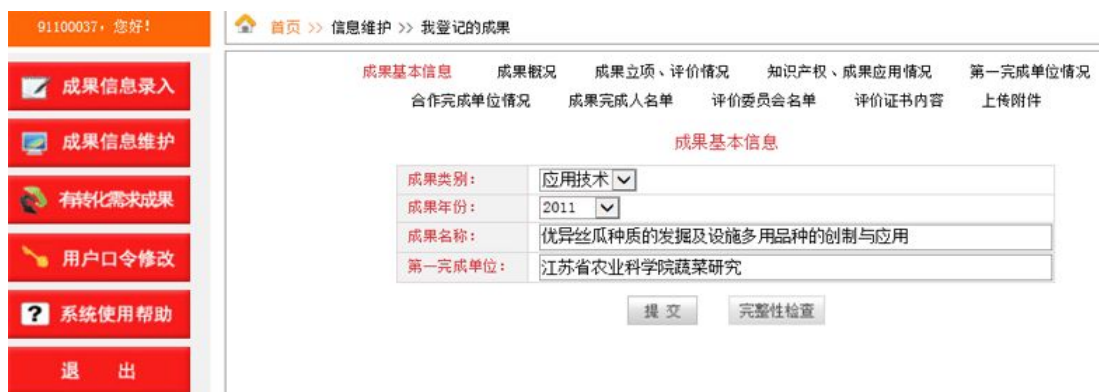 91100037，您好！
首页 >> 信息维护 >> 我登记的成果
成果信息录入
成果信息维护
有转化需求成果
用户口令修改
? 系统使用帮助
退 出
成果基本信息 成果概况 成果立项、评价情况 知识产权、成果应用情况 第一完成单位情况
合作完成单位情况 成果完成人名单 评价委员会名单 评价证书内容 上传附件
成果基本信息
成果类别： 应用技术
成果年份： 2011
成果名称： 优异丝瓜种质的发掘及设施多用品种的创制与应用
第一完成单位： 江苏省农业科学院蔬菜研究
提 交 完整性检查